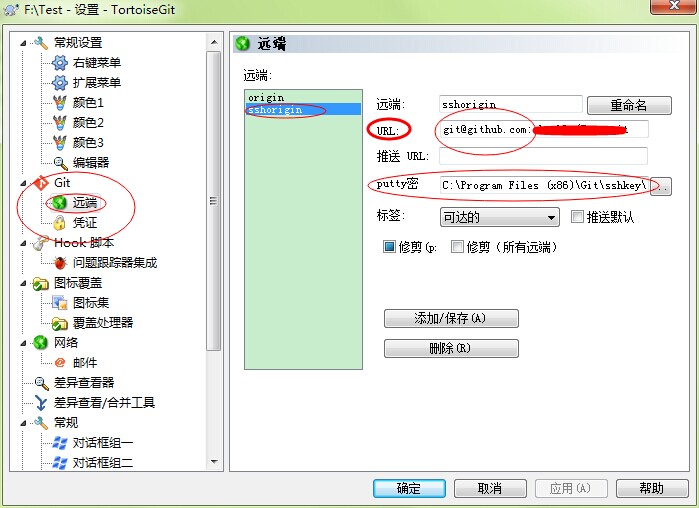 F:\Test - 设置 - TortoiseGit
常规设置
右键菜单
扩展菜单
颜色1
颜色2
颜色3
编辑器
Git
远端
凭证
Hook 脚本
问题跟踪器集成
图标覆盖
图标集
覆盖处理器
网络
邮件
差异查看器
差异查看/合并工具
常规
对话框组一
对话框组二
远端
远端:
origin
sshorigin
远端: sshorigin 重命名
URL: git@github.com:
推送 URL:
putty密 C:\Program Files (x86)\Git\sshkey\ ...
标签: 可达的 推送默认
修剪(p: 修剪(所有远端)
添加/保存(A)
删除(R)
确定 取消 应用(A) 帮助